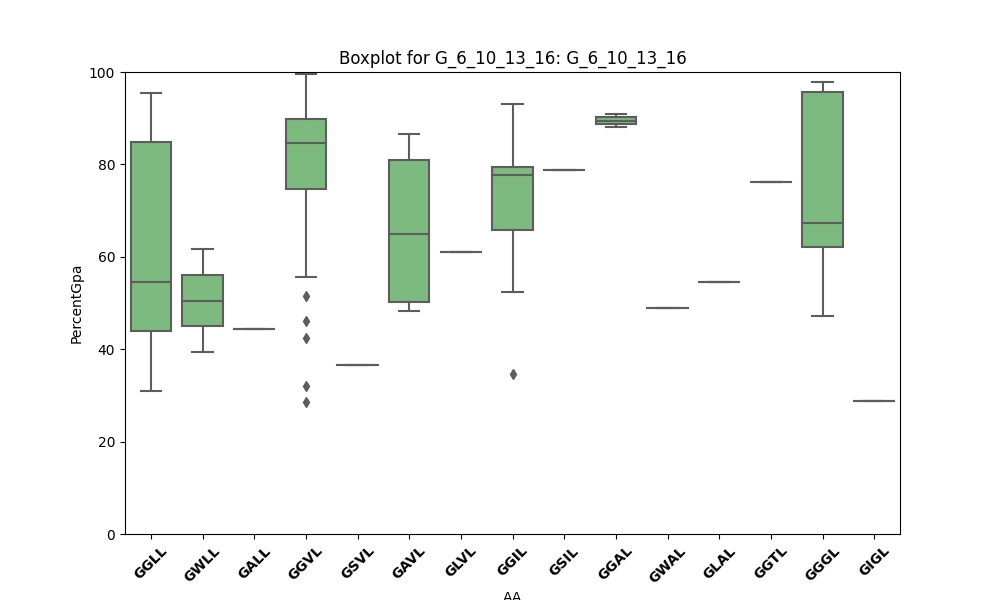 Boxplot for G_6_10_13_16: G_6_10_13_16
100
80
60
40
20
0
PercentGpa
GGLL GWLL GALL GGVL GSVL GAVL GLVL GGIL GSIL GGAL GWAL GLAL GGTL GGGL GIGL
AA